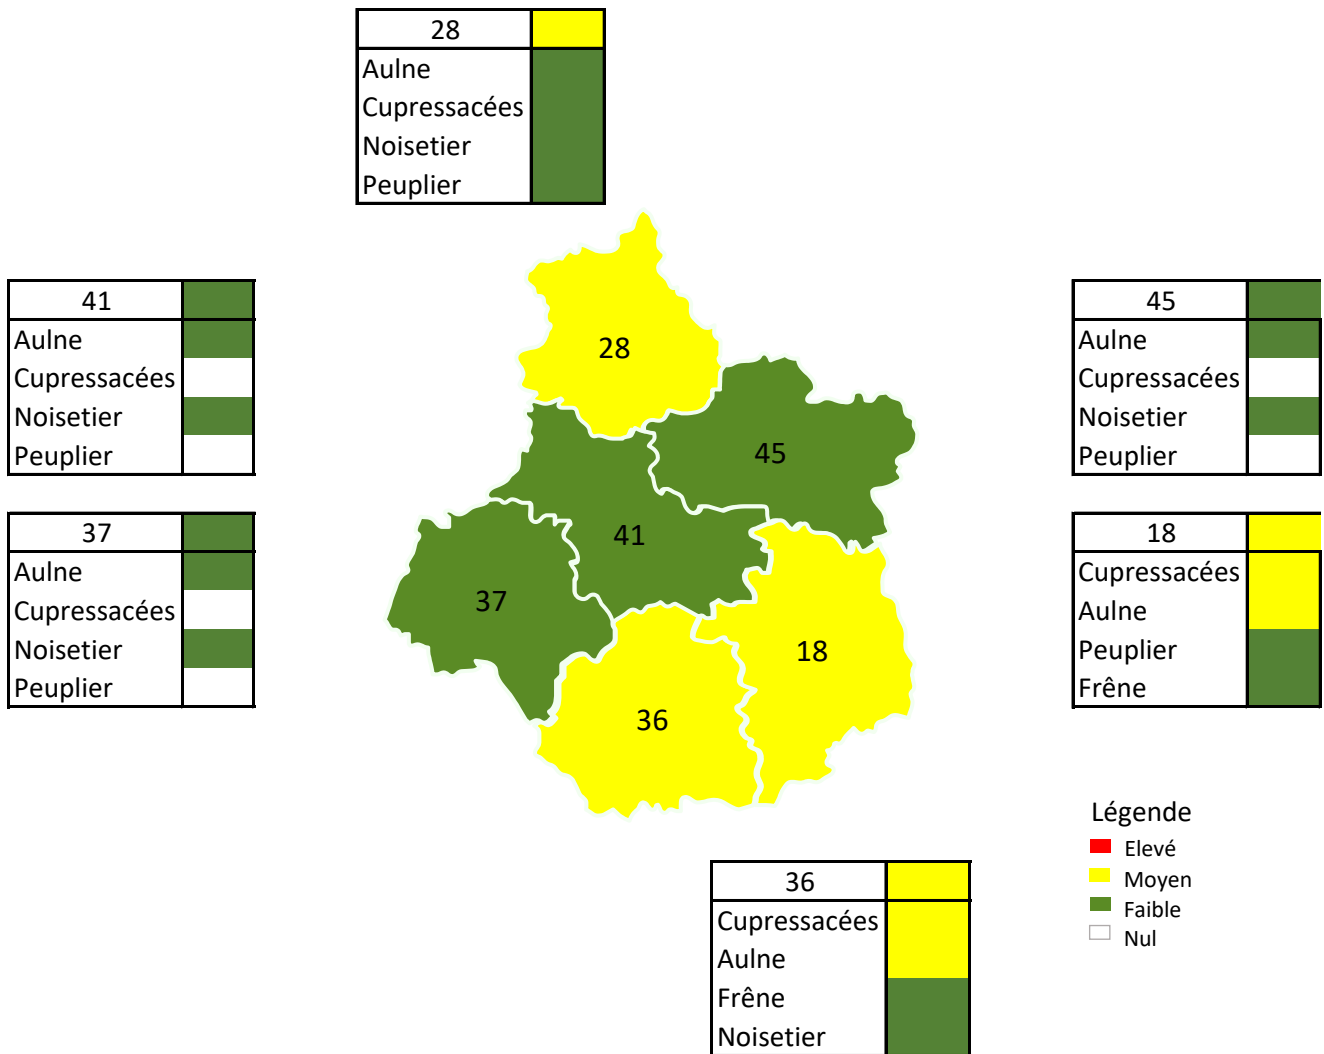 28
Aulne
Cupressacées
Noisetier
Peuplier
41
Aulne
Cupressacées
Noisetier
Peuplier
45
Aulne
Cupressacées
Noisetier
Peuplier
37
Aulne
Cupressacées
Noisetier
Peuplier
18
Cupressacées
Aulne
Peuplier
Frêne
28
45
41
37
18
36
Légende
Elevé
Moyen
Faible
Nul
36
Cupressacées
Aulne
Frêne
Noisetier